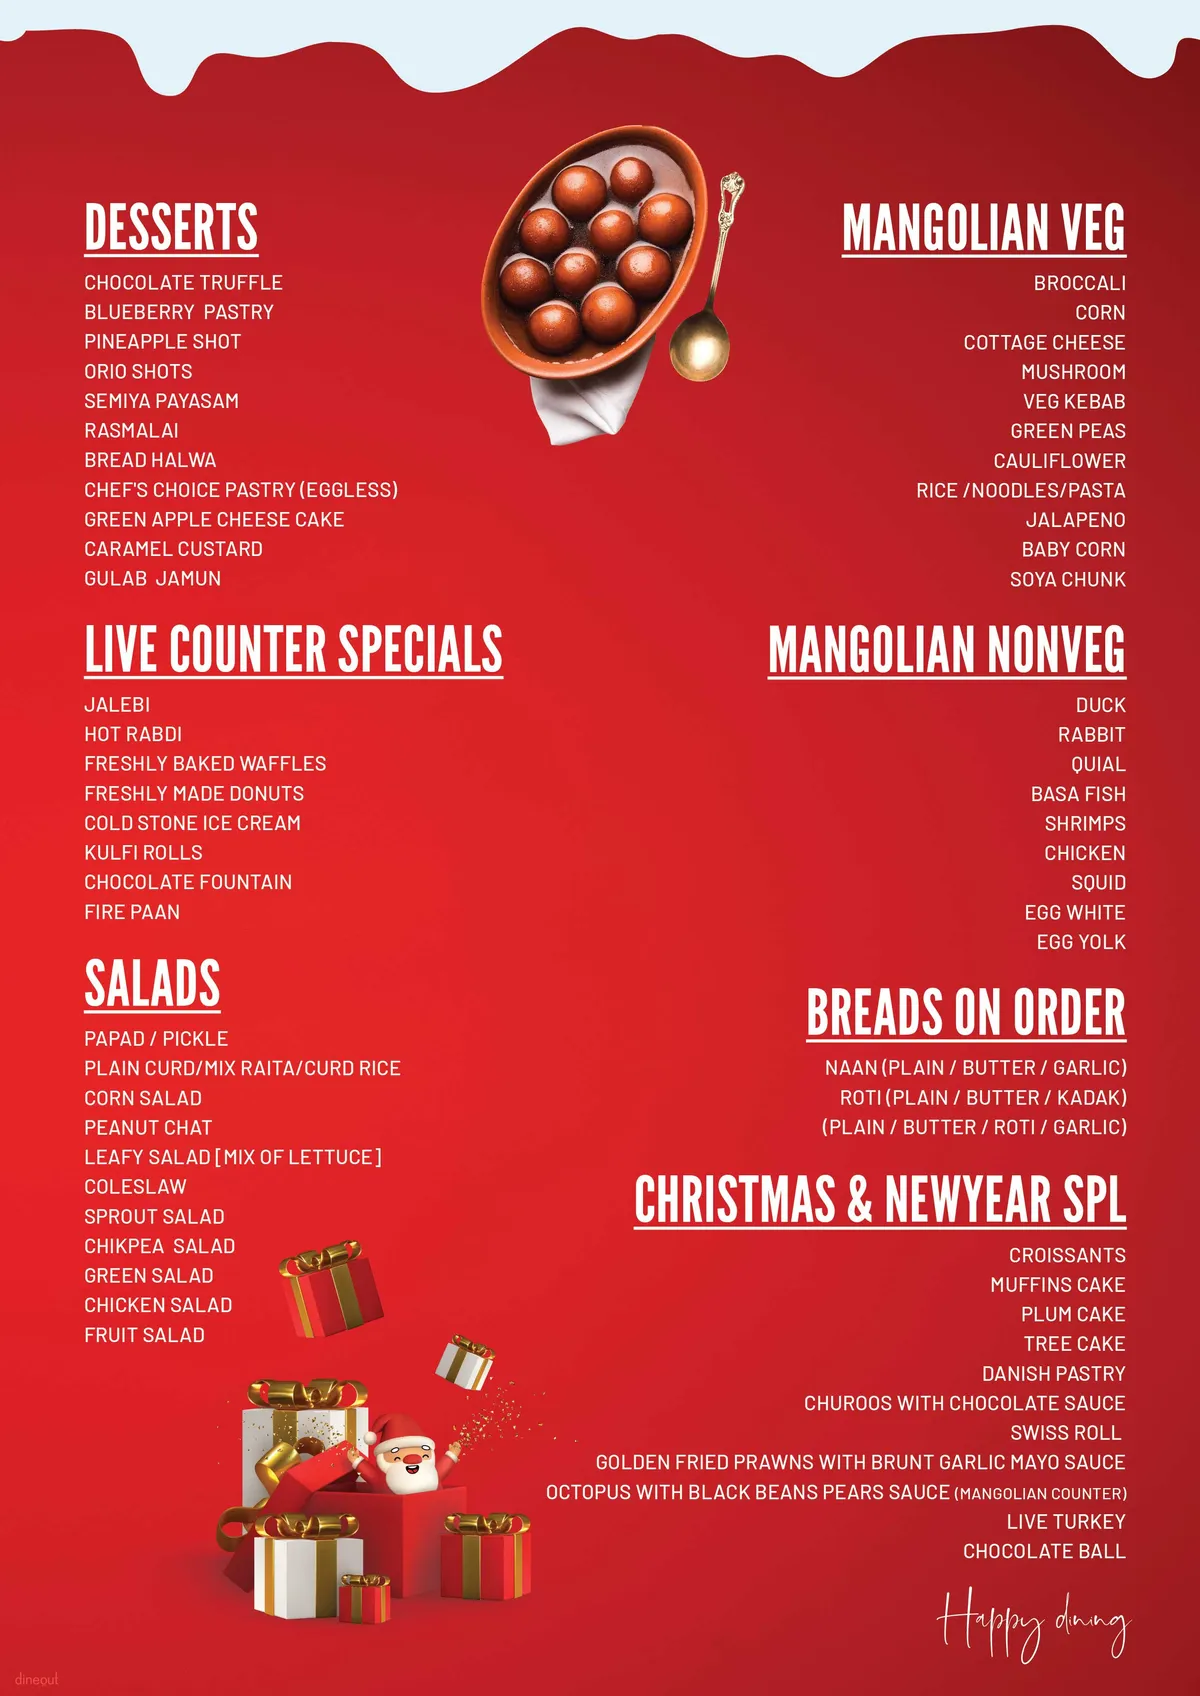 DESSERTS
CHOCOLATE TRUFFLE
BLUEBERRY PASTRY
PINEAPPLE SHOT
ORIO SHOTS
SEMIYA PAYASAM
RASMALAI
BREAD HALWA
CHEF'S CHOICE PASTRY (EGGLESS)
GREEN APPLE CHEESE CAKE
CARAMEL CUSTARD
GULAB JAMUN
LIVE COUNTER SPECIALS
JALEBI
HOT RABDI
FRESHLY BAKED WAFFLES
FRESHLY MADE DONUTS
COLD STONE ICE CREAM
KULFI ROLLS
CHOCOLATE FOUNTAIN
FIRE PAAN
SALADS
PAPAD / PICKLE
PLAIN CURD/MIX RAITA/CURD RICE
CORN SALAD
PEANUT CHAT
LEAFY SALAD [MIX OF LETTUCE]
COLESLAW
SPROUT SALAD
CHIKPEA SALAD
GREEN SALAD
CHICKEN SALAD
FRUIT SALAD
MANGOLIAN VEG
BROCCALI
CORN
COTTAGE CHEESE
MUSHROOM
VEG KEBAB
GREEN PEAS
CAULIFLOWER
RICE /NOODLES/PASTA
JALAPENO
BABY CORN
SOYA CHUNK
MANGOLIAN NONVEG
DUCK
RABBIT
QUIAL
BASA FISH
SHRIMPS
CHICKEN
SQUID
EGG WHITE
EGG YOLK
BREADS ON ORDER
NAAN (PLAIN / BUTTER / GARLIC)
ROTI (PLAIN / BUTTER / KADAK)
(PLAIN / BUTTER / ROTI / GARLIC)
CHRISTMAS & NEWYEAR SPL
CROISSANTS
MUFFINS CAKE
PLUM CAKE
TREE CAKE
DANISH PASTRY
CHUROOS WITH CHOCOLATE SAUCE
SWISS ROLL
GOLDEN FRIED PRAWNS WITH BRUNT GARLIC MAYO SAUCE
OCTOPUS WITH BLACK BEANS PEARS SAUCE (MANGOLIAN COUNTER)
LIVE TURKEY
CHOCOLATE BALL
Happy dining
dineout